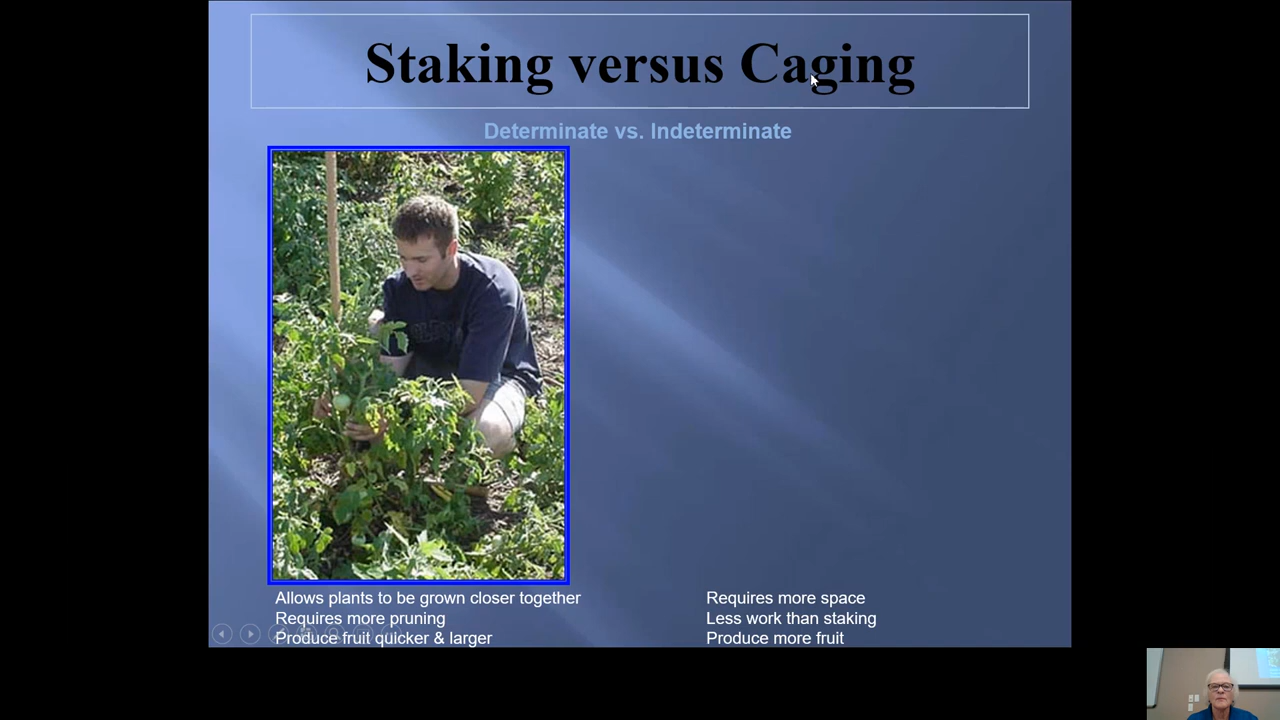 Staking versus Caging
Determinate vs. Indeterminate
Allows plants to be grown closer together
Requires more pruning
Produce fruit quicker & larger
Requires more space
Less work than staking
Produce more fruit